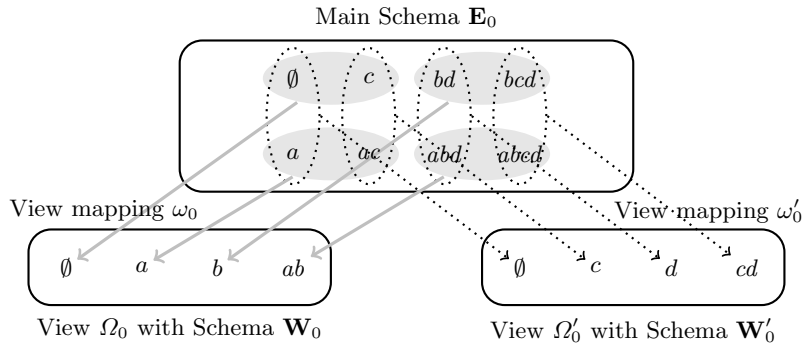 Main Schema E₀
∅ c bd bcd
a ac abd abcd
View mapping ω₀ View mapping ω′₀
∅ a b ab ∅ c d cd
View Ω₀ with Schema W₀ View Ω′₀ with Schema W′₀